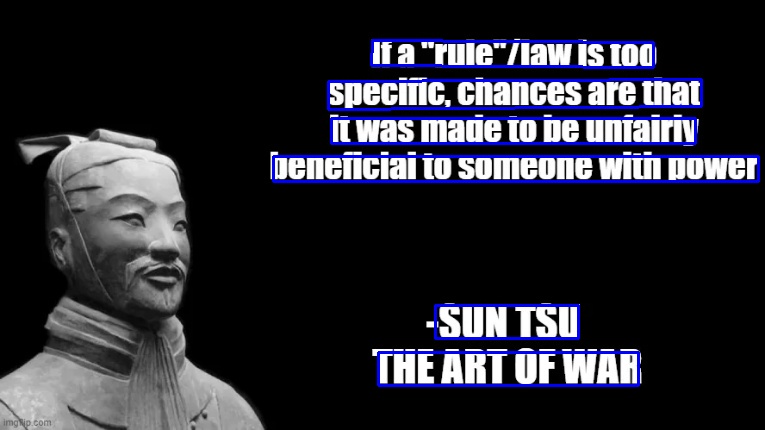 If a "rule"/law is too
specific, chances are that
it was made to be unfairly
beneficial to someone with power
-SUN TSU
THE ART OF WAR
imgflip.com